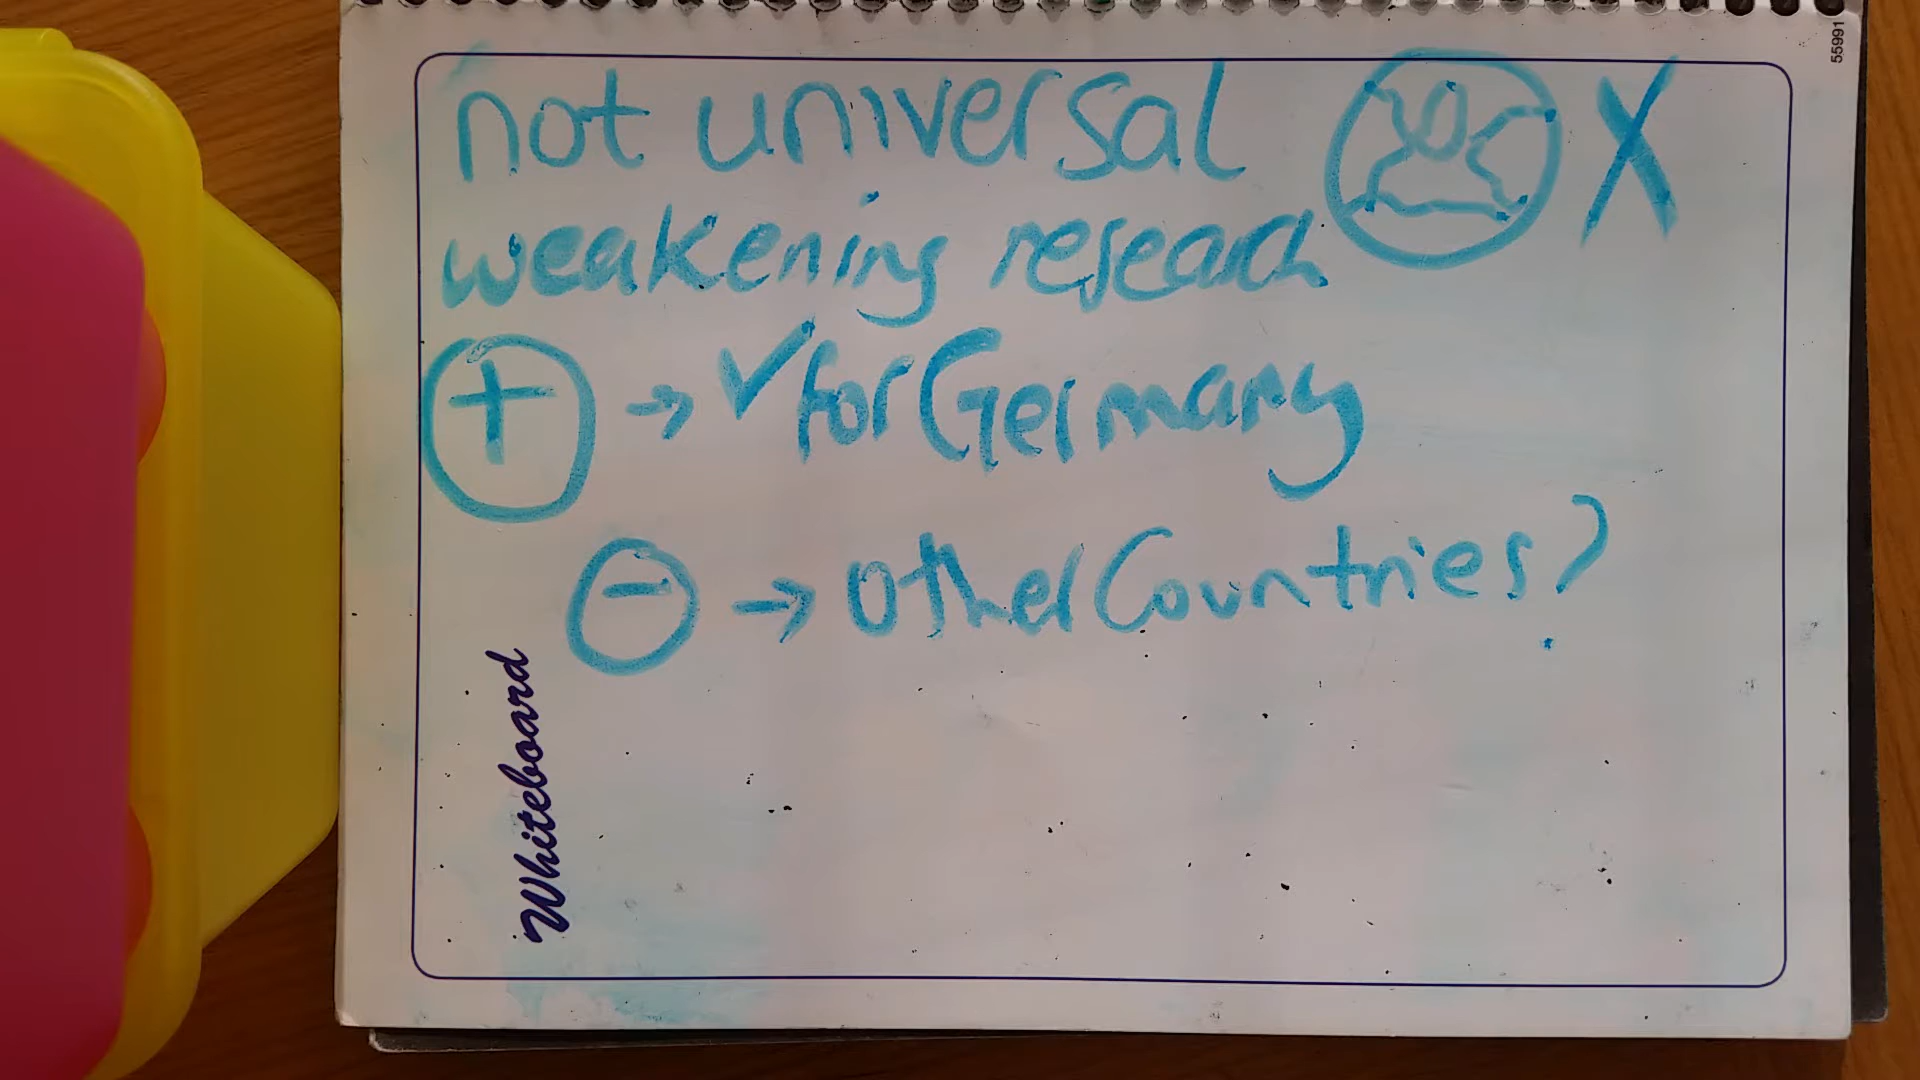 not universal X
weakening research
+ → ✓ for Germany
- → other Countries?
Whiteboard
55991